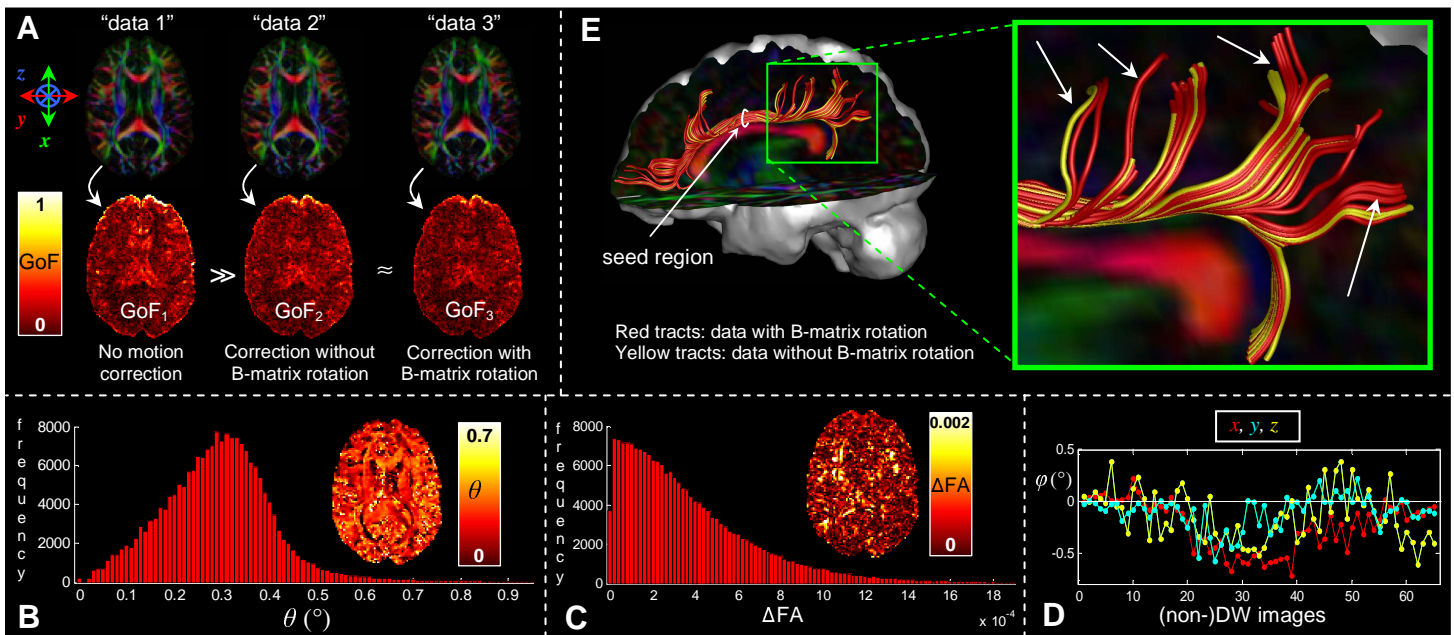 A
"data 1"
"data 2"
"data 3"
z
y
x
1
GoF
0
GoF1
≫
GoF2
≈
GoF3
No motion
correction
Correction without
B-matrix rotation
Correction with
B-matrix rotation
E
seed region
Red tracts: data with B-matrix rotation
Yellow tracts: data without B-matrix rotation
frequency
8000
6000
4000
2000
0
0 0.1 0.2 0.3 0.4 0.5 0.6 0.7 0.8 0.9
θ (°)
0.7
θ
0
B
frequency
8000
6000
4000
2000
0
0 2 4 6 8 10 12 14 16 18
x 10-4
ΔFA
0.002
ΔFA
0
C
x, y, z
φ (°)
0.5
0
-0.5
0 10 20 30 40 50 60
(non-)DW images
D